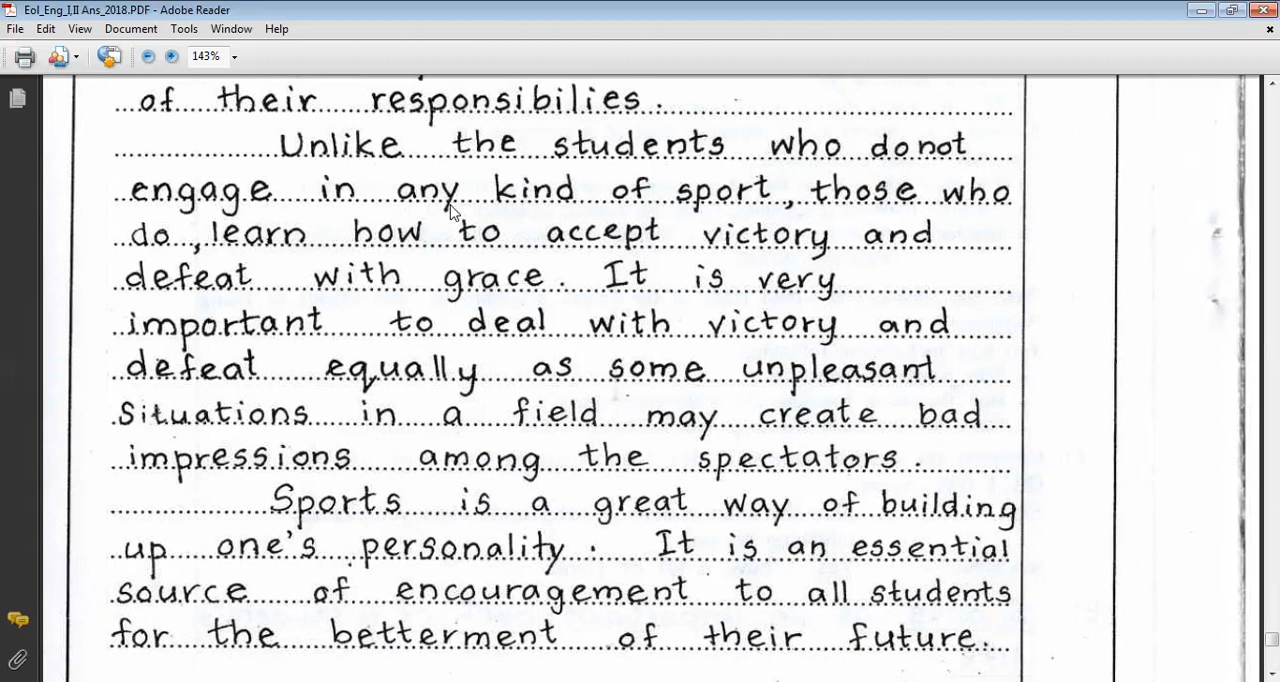 Eol_Eng_I,II Ans_2018.PDF - Adobe Reader
File Edit View Document Tools Window Help
143%
of their responsibilies.
Unlike the students who do not
engage in any kind of sport, those who
do, learn how to accept victory and
defeat with grace. It is very
important to deal with victory and
defeat equally as some unpleasant
situations in a field may create bad
impressions among the spectators.
Sports is a great way of building
up one's personality. It is an essential
source of encouragement to all students
for the betterment of their future.